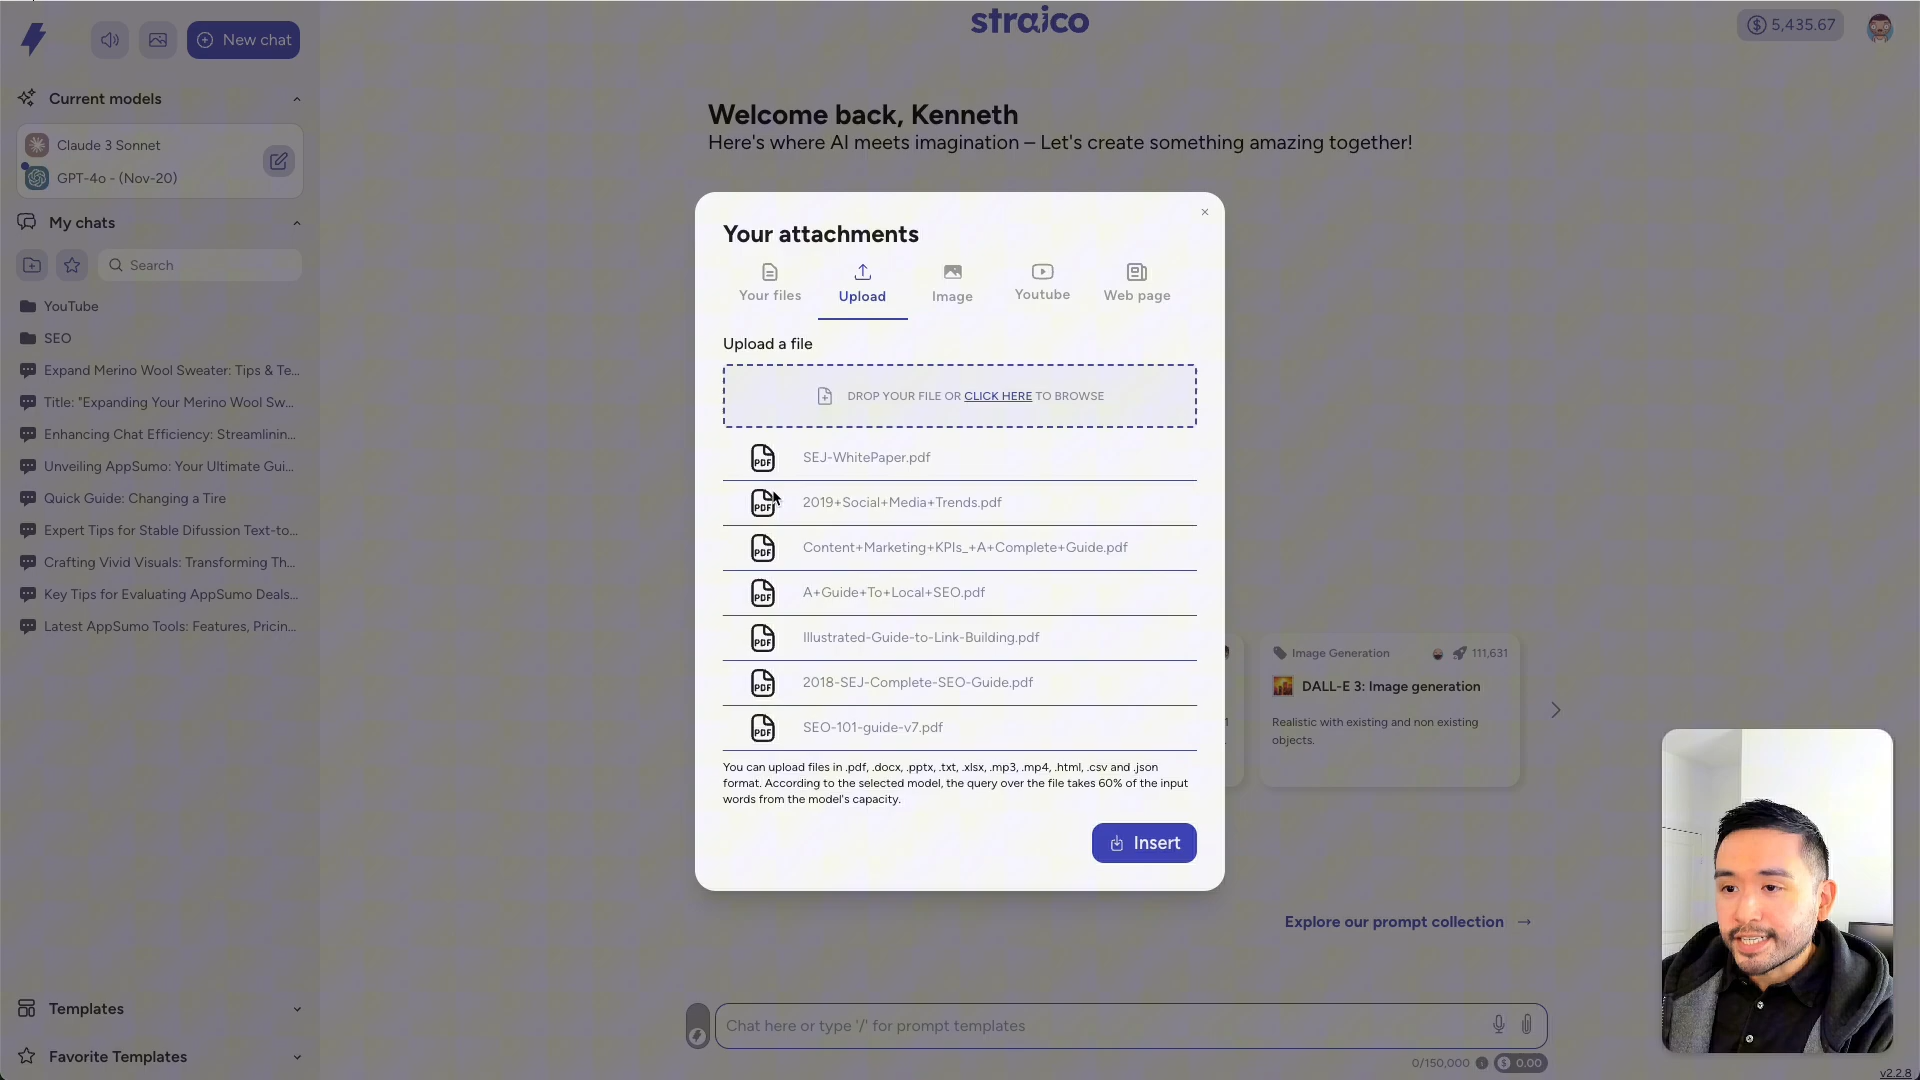 straico
5,435.67
New chat
Current models
Claude 3 Sonnet
GPT-4o - (Nov-20)
My chats
Search
YouTube
SEO
Expand Merino Wool Sweater: Tips & Te...
Title: "Expanding Your Merino Wool Sw...
Enhancing Chat Efficiency: Streamlinin...
Unveiling AppSumo: Your Ultimate Gui...
Quick Guide: Changing a Tire
Expert Tips for Stable Difussion Text-to...
Crafting Vivid Visuals: Transforming Th...
Key Tips for Evaluating AppSumo Deals...
Latest AppSumo Tools: Features, Pricin...
Templates
Favorite Templates
Welcome back, Kenneth
Here's where AI meets imagination – Let's create something amazing together!
Your attachments
Your files
Upload
Image
Youtube
Web page
Upload a file
DROP YOUR FILE OR CLICK HERE TO BROWSE
PDF SEJ-WhitePaper.pdf
PDF 2019+Social+Media+Trends.pdf
PDF Content+Marketing+KPIs_+A+Complete+Guide.pdf
PDF A+Guide+To+Local+SEO.pdf
PDF Illustrated-Guide-to-Link-Building.pdf
PDF 2018-SEJ-Complete-SEO-Guide.pdf
PDF SEO-101-guide-v7.pdf
You can upload files in .pdf, .docx, .pptx, .txt, .xlsx, .mp3, .mp4, .html, .csv and .json
format. According to the selected model, the query over the file takes 60% of the input
words from the model's capacity.
Insert
Image Generation
111,631
DALL-E 3: Image generation
Realistic with existing and non existing
objects.
Explore our prompt collection →
Chat here or type '/' for prompt templates
0/150,000
0.00
v2.2.8